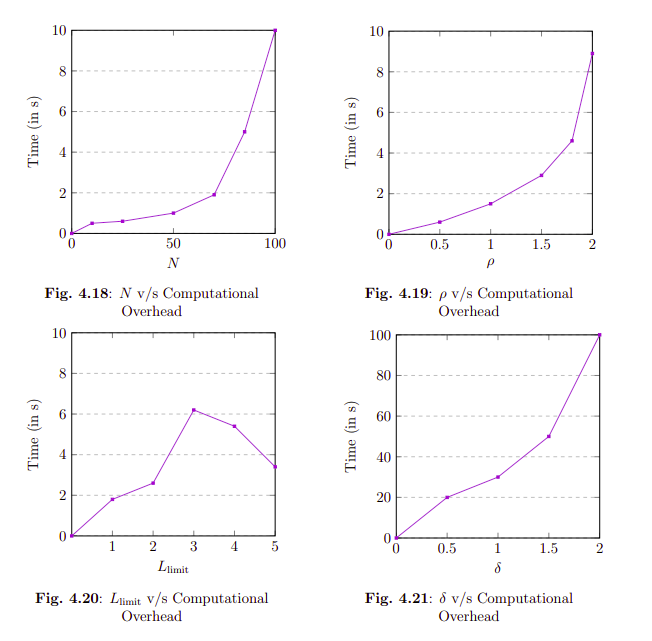 10
8
6
4
2
0
Time (in s)
0 50 100
N
Fig. 4.18: N v/s Computational
Overhead
10
8
6
4
2
0
Time (in s)
0 0.5 1 1.5 2
ρ
Fig. 4.19: ρ v/s Computational
Overhead
10
8
6
4
2
0
Time (in s)
1 2 3 4 5
Llimit
Fig. 4.20: Llimit v/s Computational
Overhead
100
80
60
40
20
0
Time (in s)
0 0.5 1 1.5 2
δ
Fig. 4.21: δ v/s Computational
Overhead